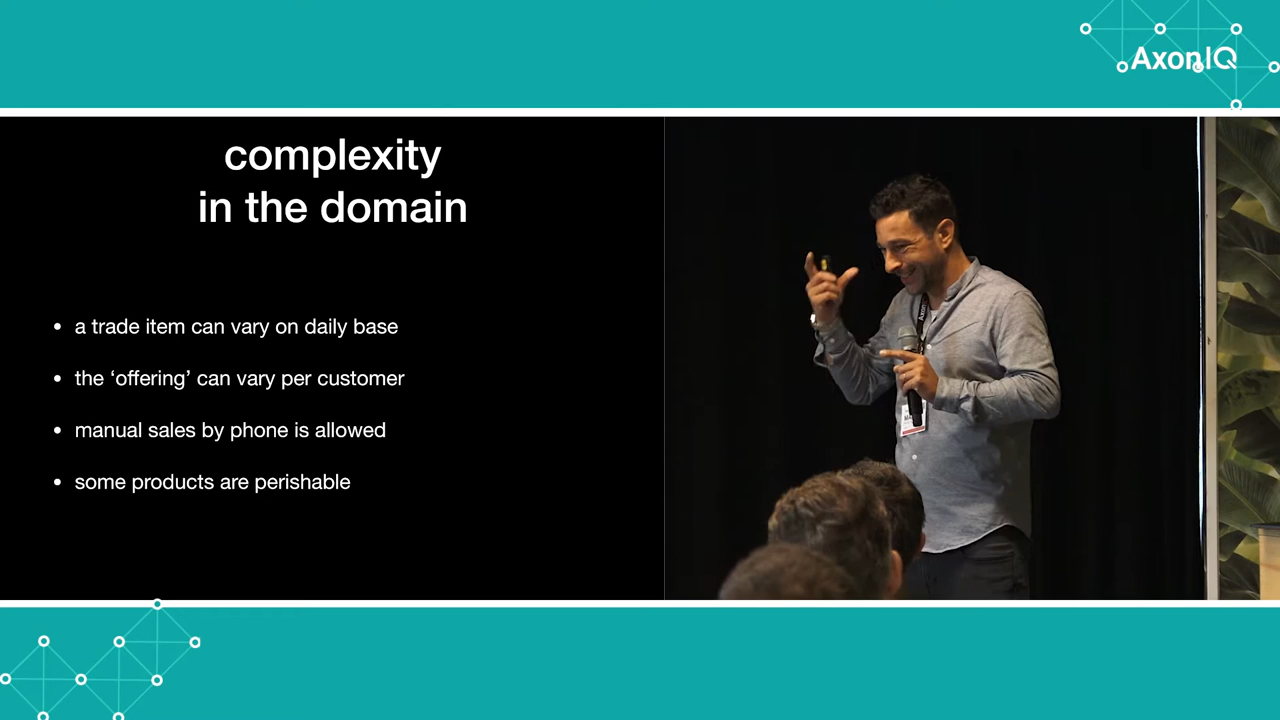 AxonIQ
complexity
in the domain
• a trade item can vary on daily base
• the ‘offering’ can vary per customer
• manual sales by phone is allowed
• some products are perishable